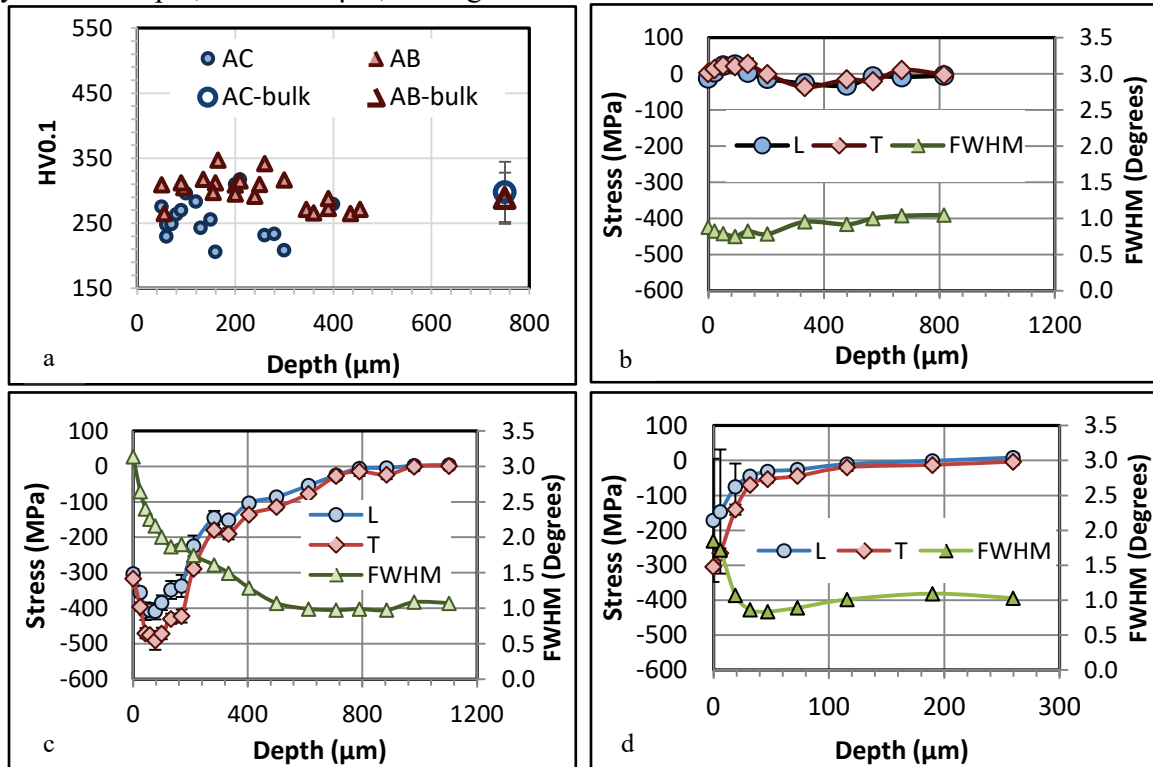 550
450
350
250
150
HV0.1
AC
AB
AC-bulk
AB-bulk
0
200
400
600
800
Depth (µm)
a
100
0
-100
-200
-300
-400
-500
-600
Stress (MPa)
L
T
FWHM
3.5
3.0
2.5
2.0
1.5
1.0
0.5
0.0
FWHM (Degrees)
0
400
800
1200
Depth (µm)
b
100
0
-100
-200
-300
-400
-500
-600
Stress (MPa)
L
T
FWHM
3.5
3.0
2.5
2.0
1.5
1.0
0.5
0.0
FWHM (Degrees)
0
400
800
1200
Depth (µm)
c
100
0
-100
-200
-300
-400
-500
-600
Stress (MPa)
L
T
FWHM
3.5
3.0
2.5
2.0
1.5
1.0
0.5
0.0
FWHM (Degrees)
0
100
200
300
Depth (µm)
d